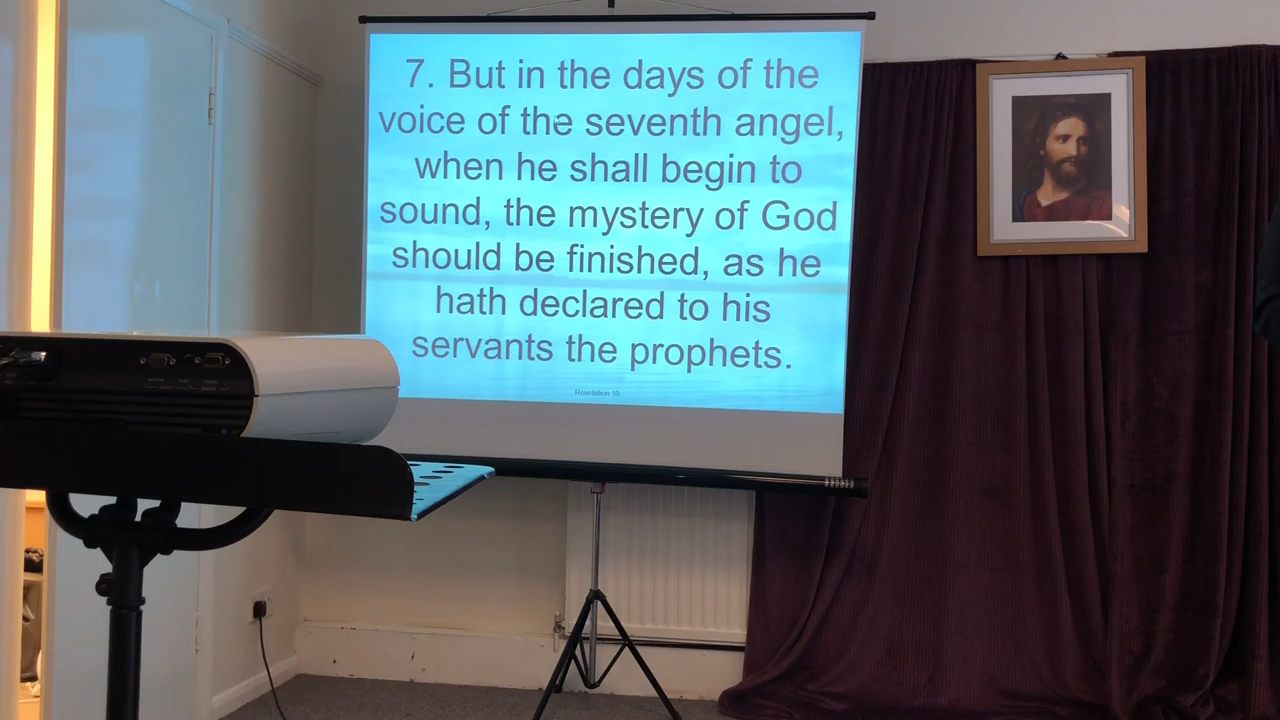 7. But in the days of the
voice of the seventh angel,
when he shall begin to
sound, the mystery of God
should be finished, as he
hath declared to his
servants the prophets.
Revelation 10